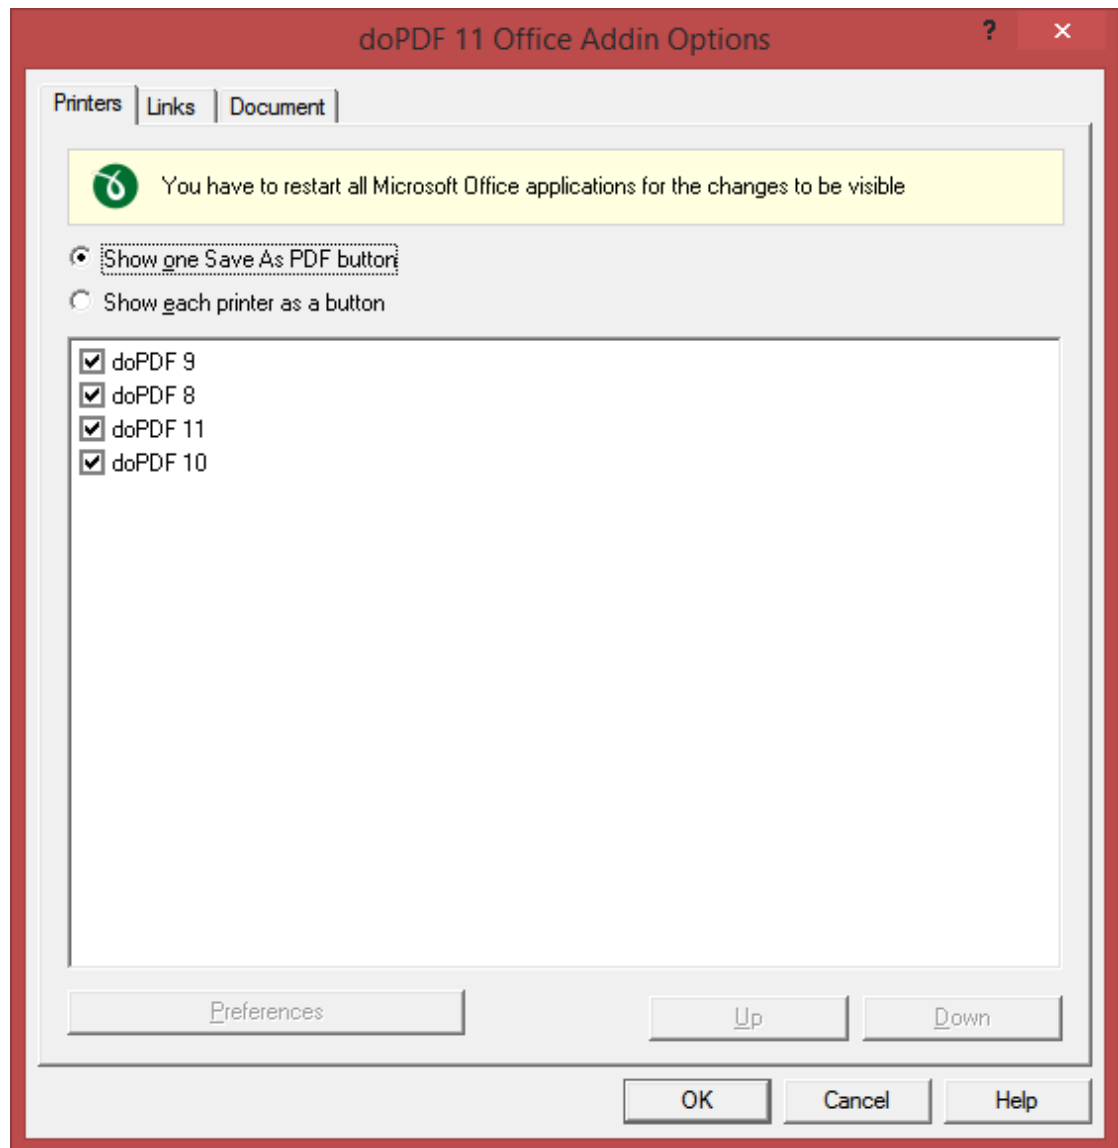 doPDF 11 Office Addin Options
?
Printers Links Document
You have to restart all Microsoft Office applications for the changes to be visible
Show one Save As PDF button
Show each printer as a button
doPDF 9
doPDF 8
doPDF 11
doPDF 10
Preferences Up Down
OK Cancel Help